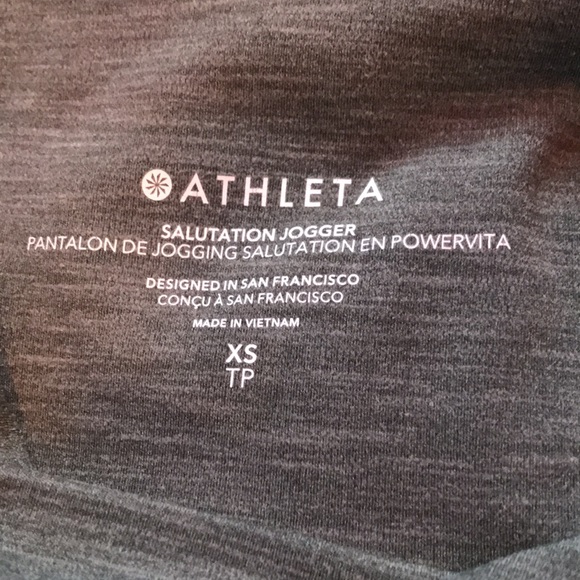 ATHLETA
SALUTATION JOGGER
PANTALON DE JOGGING SALUTATION EN POWERVITA
DESIGNED IN SAN FRANCISCO
CONÇU À SAN FRANCISCO
MADE IN VIETNAM
XS
TP